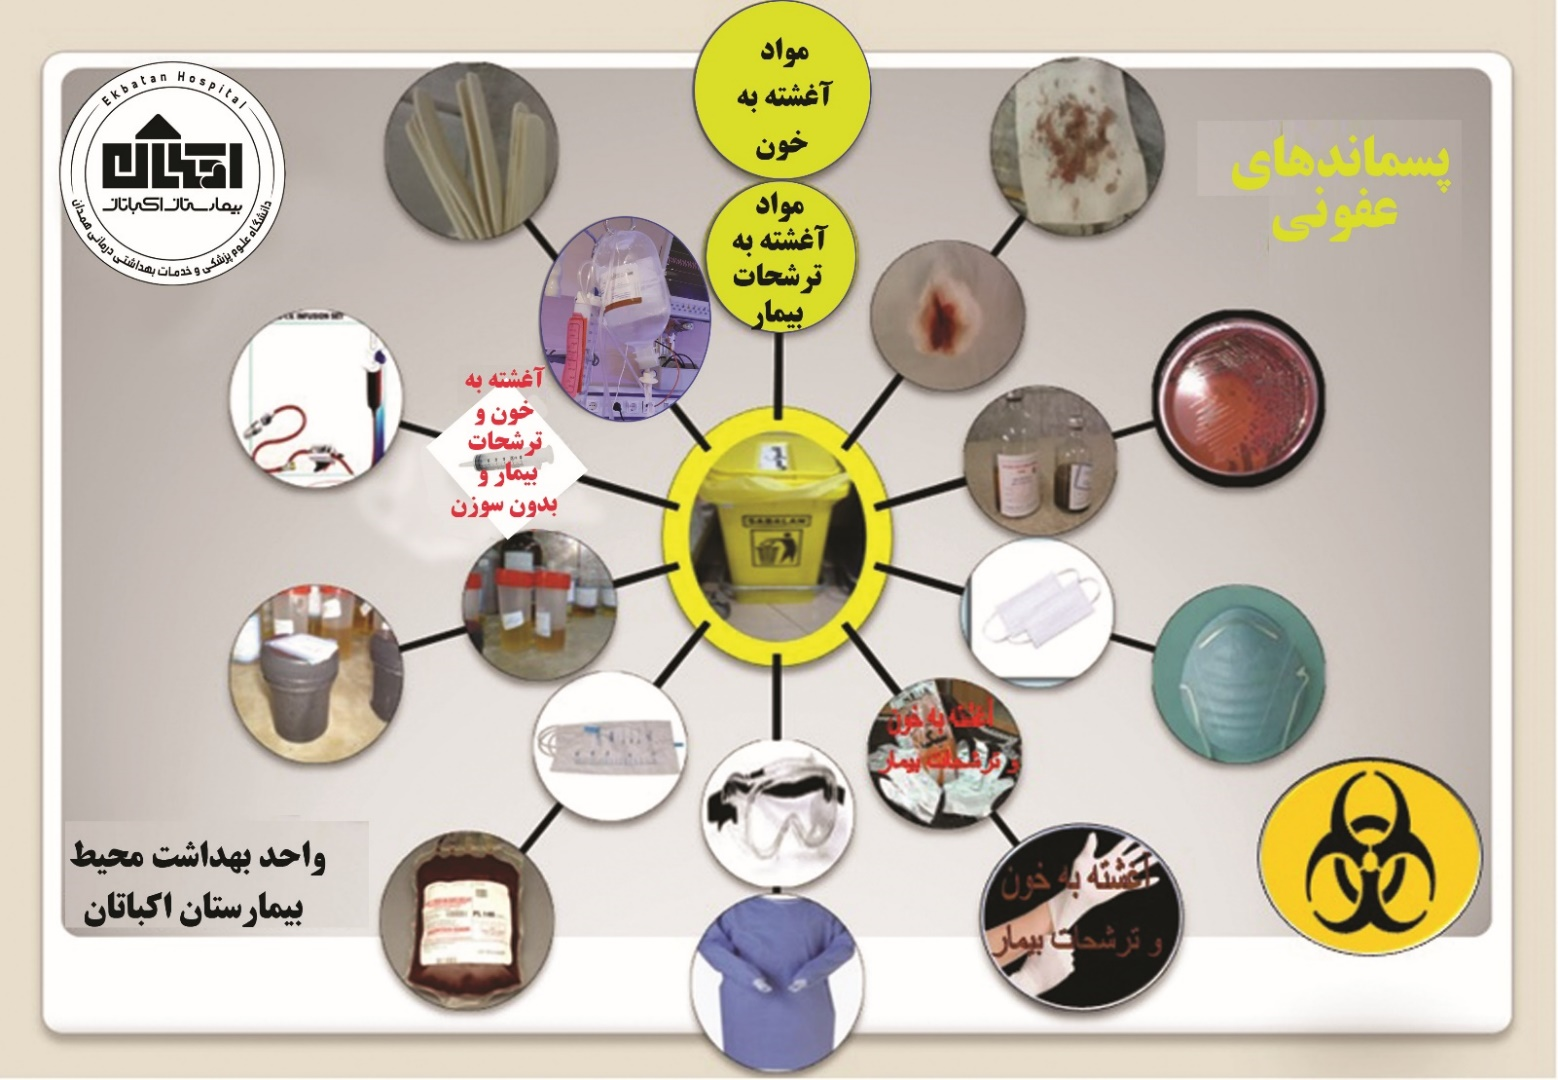 Ekbatan Hospital
اکباتان
بیمارستان اکباتان
دانشگاه علوم پزشکی و خدمات بهداشتی درمانی همدان
مواد
آغشته به
خون
مواد
آغشته به
ترشحات
بیمار
پسماندهای
عفونی
آغشته به
خون و
ترشحات
بیمار و
بدون سوزن
SABALAN
آغشته به خون
و ترشحات بیمار
آغشته به خون
و ترشحات بیمار
واحد بهداشت محیط
بیمارستان اکباتان